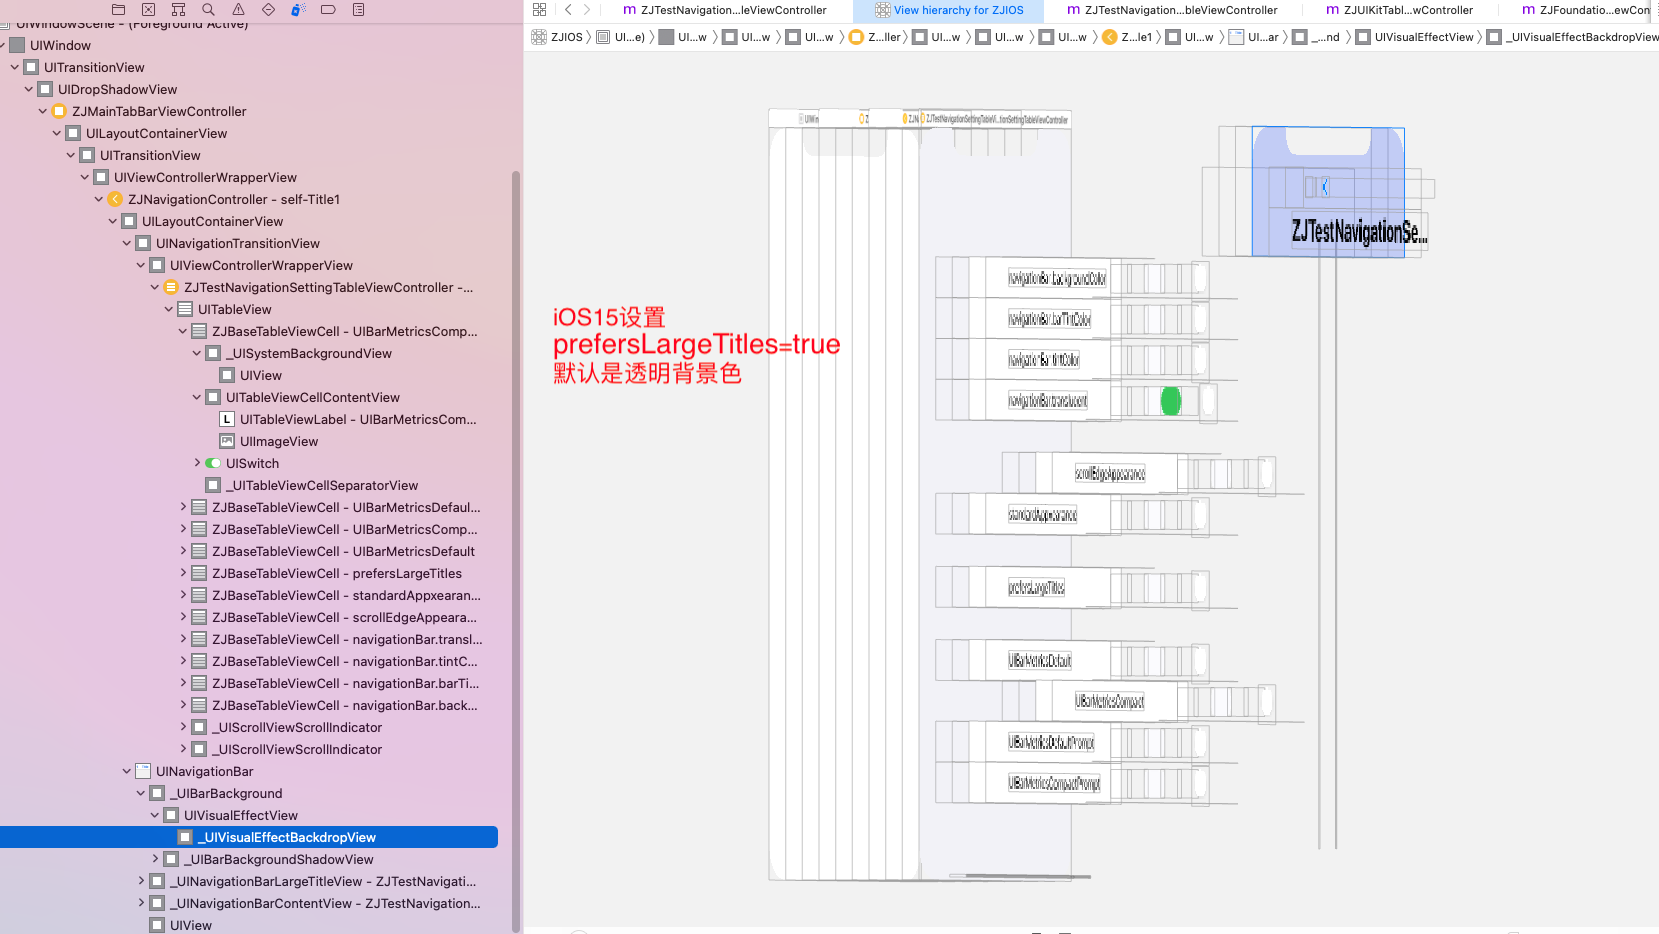 UIWindowScene - (Foreground Active)
UIWindow
UITransitionView
UIDropShadowView
ZJMainTabBarViewController
UILayoutContainerView
UITransitionView
UIViewControllerWrapperView
ZJNavigationController - self-Title1
UILayoutContainerView
UINavigationTransitionView
UIViewControllerWrapperView
ZJTestNavigationSettingTableViewController -...
UITableView
ZJBaseTableViewCell - UIBarMetricsComp...
_UISystemBackgroundView
UIView
UITableViewCellContentView
L UITableViewLabel - UIBarMetricsCom...
UIImageView
UISwitch
_UITableViewCellSeparatorView
ZJBaseTableViewCell - UIBarMetricsDefaul...
ZJBaseTableViewCell - UIBarMetricsComp...
ZJBaseTableViewCell - UIBarMetricsDefault
ZJBaseTableViewCell - prefersLargeTitles
ZJBaseTableViewCell - standardAppxearan...
ZJBaseTableViewCell - scrollEdgeAppeara...
ZJBaseTableViewCell - navigationBar.transl...
ZJBaseTableViewCell - navigationBar.tintC...
ZJBaseTableViewCell - navigationBar.barTi...
ZJBaseTableViewCell - navigationBar.back...
_UIScrollViewScrollIndicator
_UIScrollViewScrollIndicator
UINavigationBar
_UIBarBackground
UIVisualEffectView
_UIVisualEffectBackdropView
_UIBarBackgroundShadowView
_UINavigationBarLargeTitleView - ZJTestNavigati...
_UINavigationBarContentView - ZJTestNavigation...
UIView
m ZJTestNavigation...leViewController
View hierarchy for ZJIOS
m ZJTestNavigation...bleViewController
m ZJUIKitTabl...wController
m ZJFoundatio...ewCon
ZJIOS
UI...e)
UI...w
UI...w
UI...w
Z...ller
UI...w
UI...w
UI...w
Z...le1
UI...w
UI...ar
_...nd
UIVisualEffectView
_UIVisualEffectBackdropView
UIWin
ZJTestNavigationSettingTableVi...tionSettingTableViewController
ZJTestNavigationSe...
navigationBar.backgroundColor
navigationBar.barTintColor
navigationBar.tintColor
navigationBar.translucent
iOS15设置
prefersLargeTitles=true
默认是透明背景色
scrollEdgeAppearance
standardAppxearance
prefersLargeTitles
UIBarMetricsDefault
UIBarMetricsCompact
UIBarMetricsDefaultPrompt
UIBarMetricsCompactPrompt